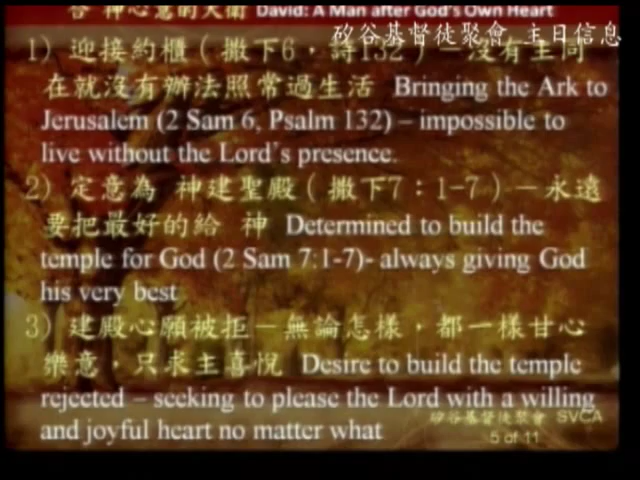 合 神心意的大衛 David: A Man after God's Own Heart
矽谷基督徒聚會 主日信息
1) 迎接約櫃（撒下6，詩132）－沒有主同
在就沒有辦法照常過生活 Bringing the Ark to
Jerusalem (2 Sam 6, Psalm 132) – impossible to
live without the Lord's presence.
2) 定意為 神建聖殿（撒下7：1-7）－永遠
要把最好的給 神 Determined to build the
temple for God (2 Sam 7:1-7)- always giving God
his very best
3) 建殿心願被拒－無論怎樣，都一樣甘心
樂意，只求主喜悅 Desire to build the temple
rejected – seeking to please the Lord with a willing
and joyful heart no matter what
矽谷基督徒聚會 SVCA
5 of 11